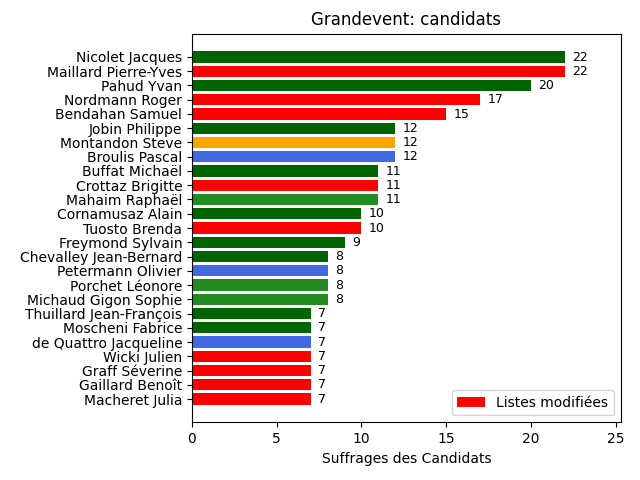 Grandevent: candidats
Nicolet Jacques 22
Maillard Pierre-Yves 22
Pahud Yvan 20
Nordmann Roger 17
Bendahan Samuel 15
Jobin Philippe 12
Montandon Steve 12
Broulis Pascal 12
Buffat Michaël 11
Crottaz Brigitte 11
Mahaim Raphaël 11
Cornamusaz Alain 10
Tuosto Brenda 10
Freymond Sylvain 9
Chevalley Jean-Bernard 8
Petermann Olivier 8
Porchet Léonore 8
Michaud Gigon Sophie 8
Thuillard Jean-François 7
Moscheni Fabrice 7
de Quattro Jacqueline 7
Wicki Julien 7
Graff Séverine 7
Gaillard Benoît 7
Macheret Julia 7
Listes modifiées
0 5 10 15 20 25
Suffrages des Candidats